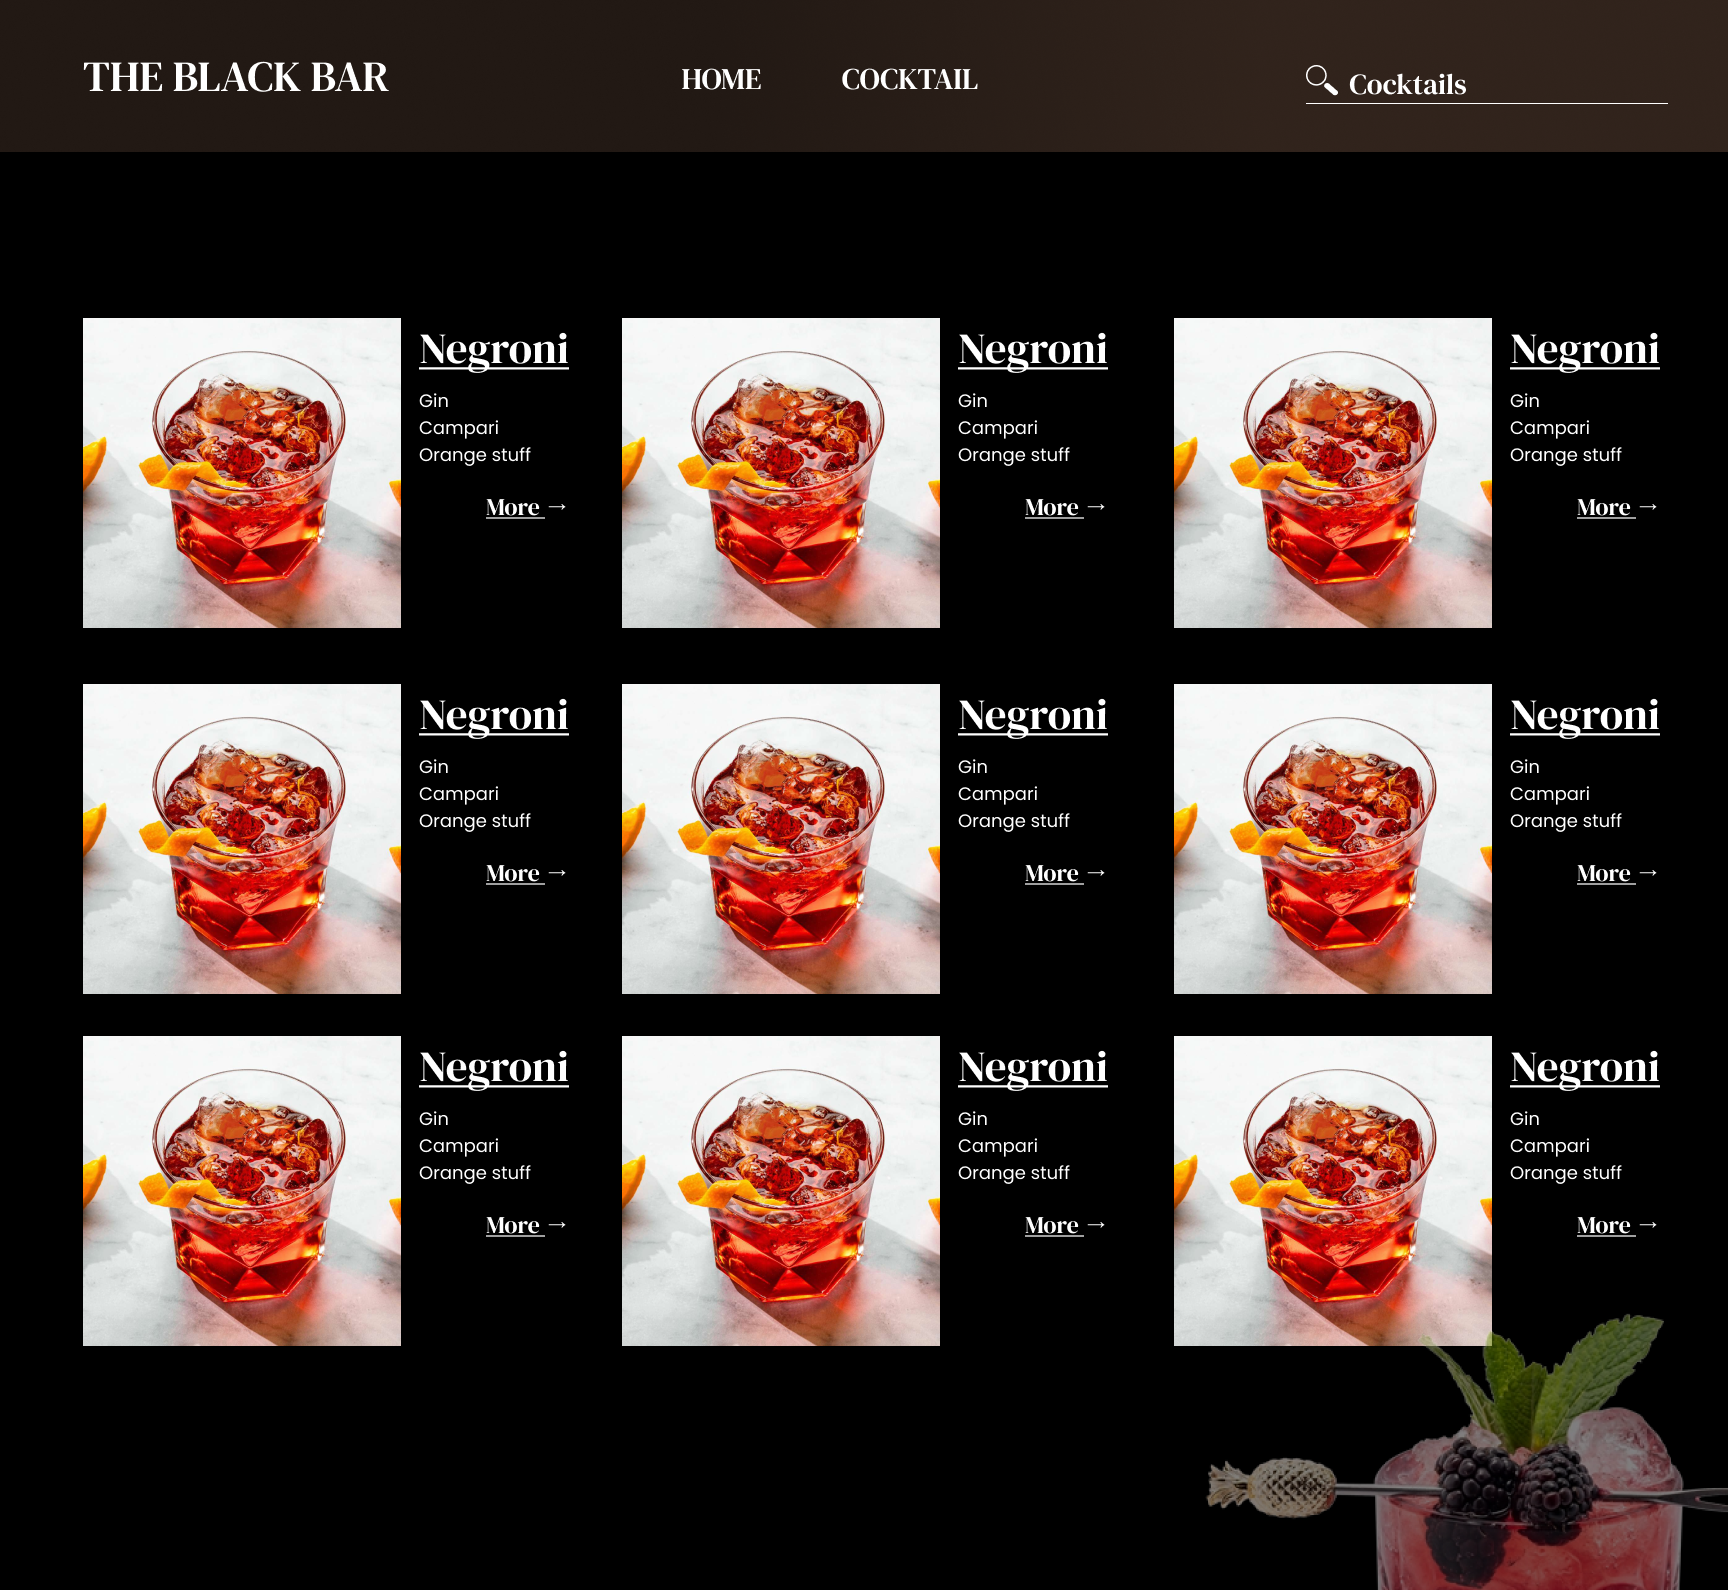 THE BLACK BAR
HOME
COCKTAIL
Cocktails
Negroni
Gin
Campari
Orange stuff
More →
Negroni
Gin
Campari
Orange stuff
More →
Negroni
Gin
Campari
Orange stuff
More →
Negroni
Gin
Campari
Orange stuff
More →
Negroni
Gin
Campari
Orange stuff
More →
Negroni
Gin
Campari
Orange stuff
More →
Negroni
Gin
Campari
Orange stuff
More →
Negroni
Gin
Campari
Orange stuff
More →
Negroni
Gin
Campari
Orange stuff
More →